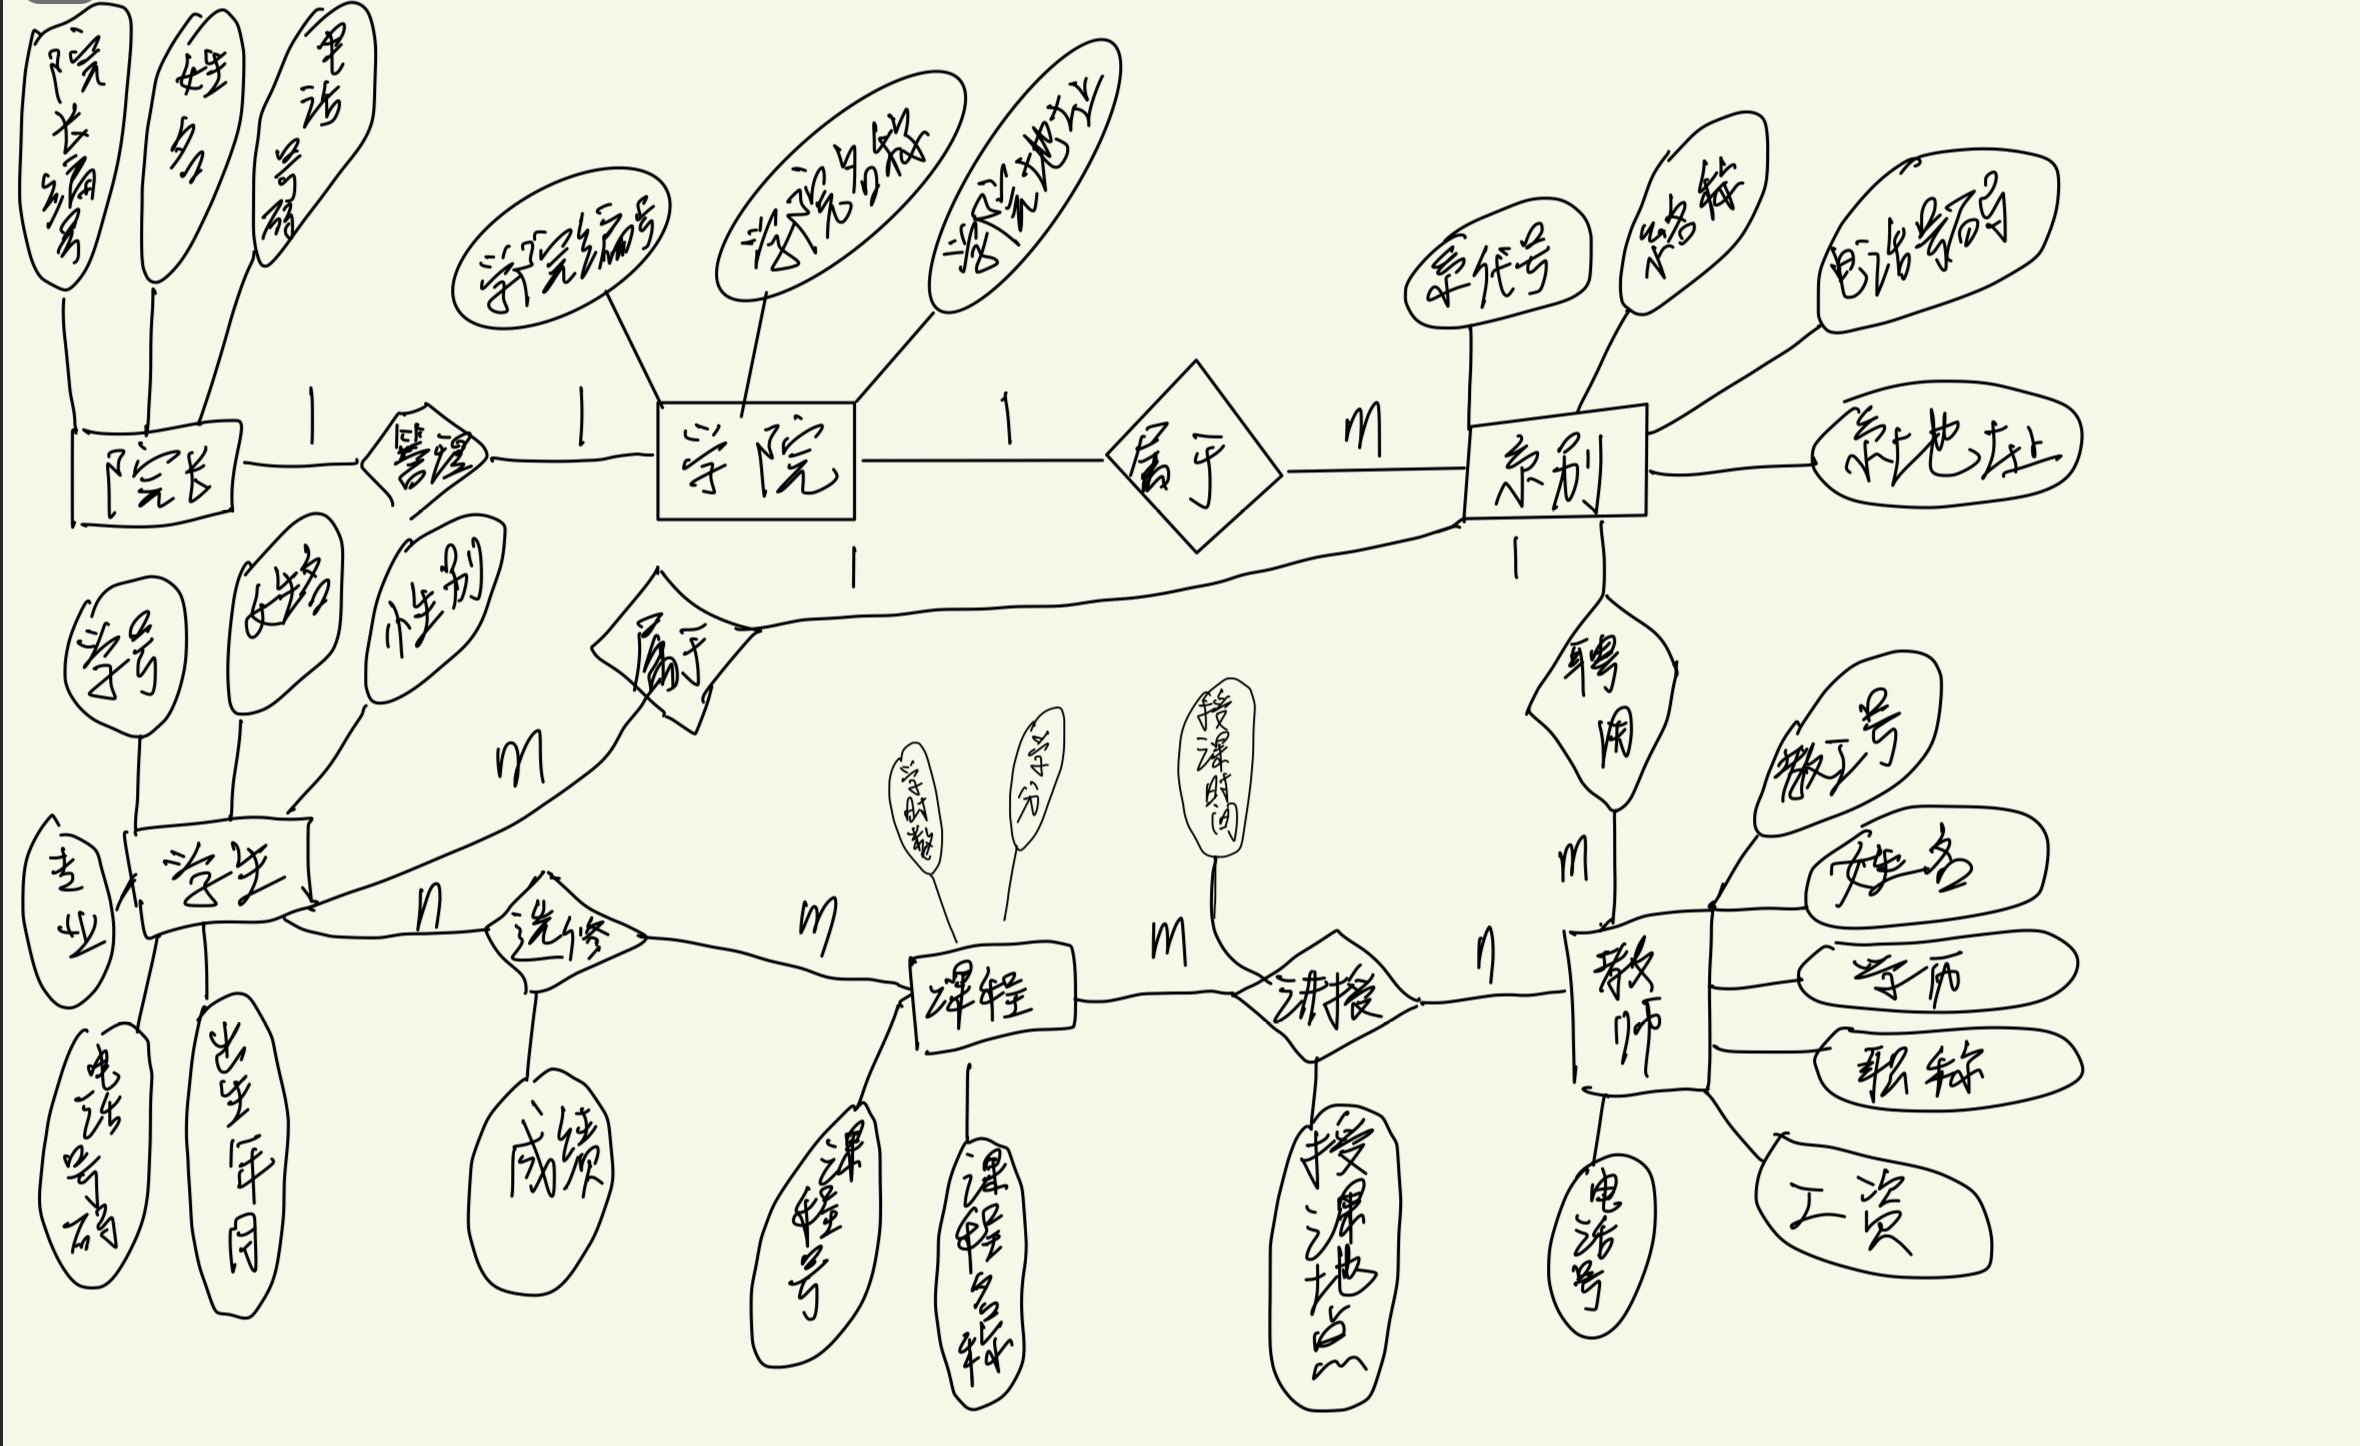 院长编号
姓名
电话号码
学院编号
学院名称
学院地址
系代号
系名称
电话号码
系地址
院长
1
管理
1
学院
1
属于
m
系别
1
1
学号
姓名
性别
属于
聘用
m
学时数
学分
授课时间
m
教工号
姓名
专业
学生
n
选修
m
课程
m
讲授
n
教师
职称
电话号码
出生年月
成绩
课程号
课程名称
授课地点
电话号
工资